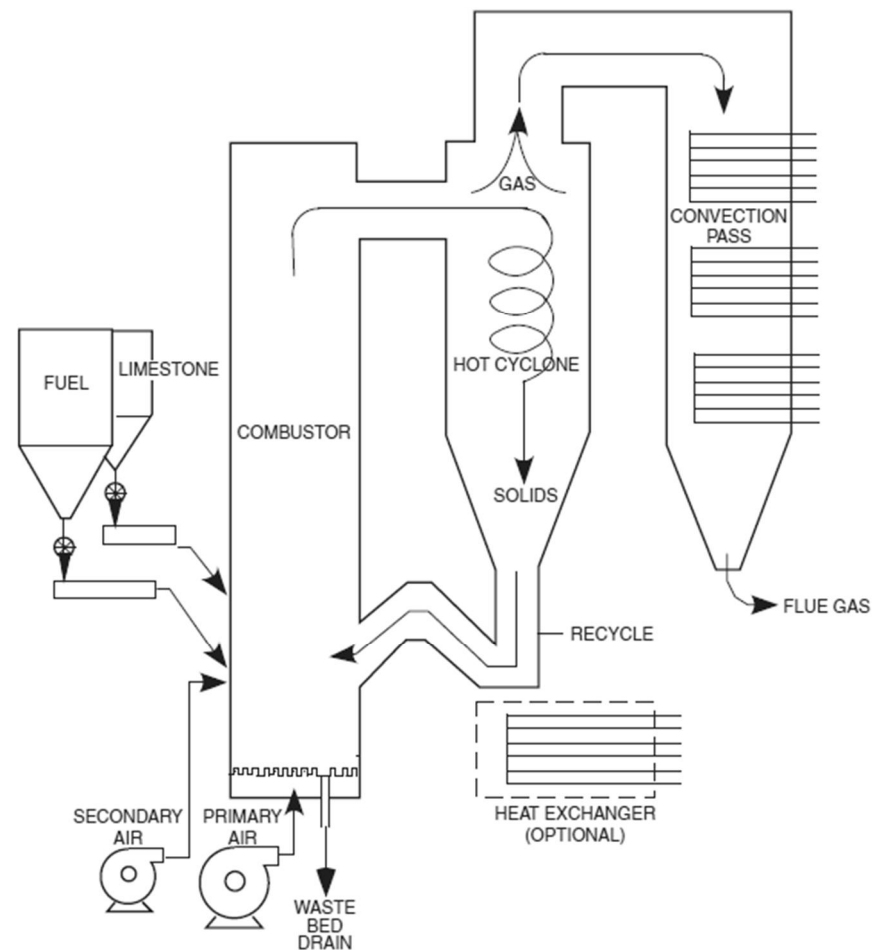 GAS
CONVECTION
PASS
LIMESTONE
FUEL
HOT CYCLONE
COMBUSTOR
SOLIDS
FLUE GAS
RECYCLE
SECONDARY
AIR
PRIMARY
AIR
HEAT EXCHANGER
(OPTIONAL)
WASTE
BED
DRAIN